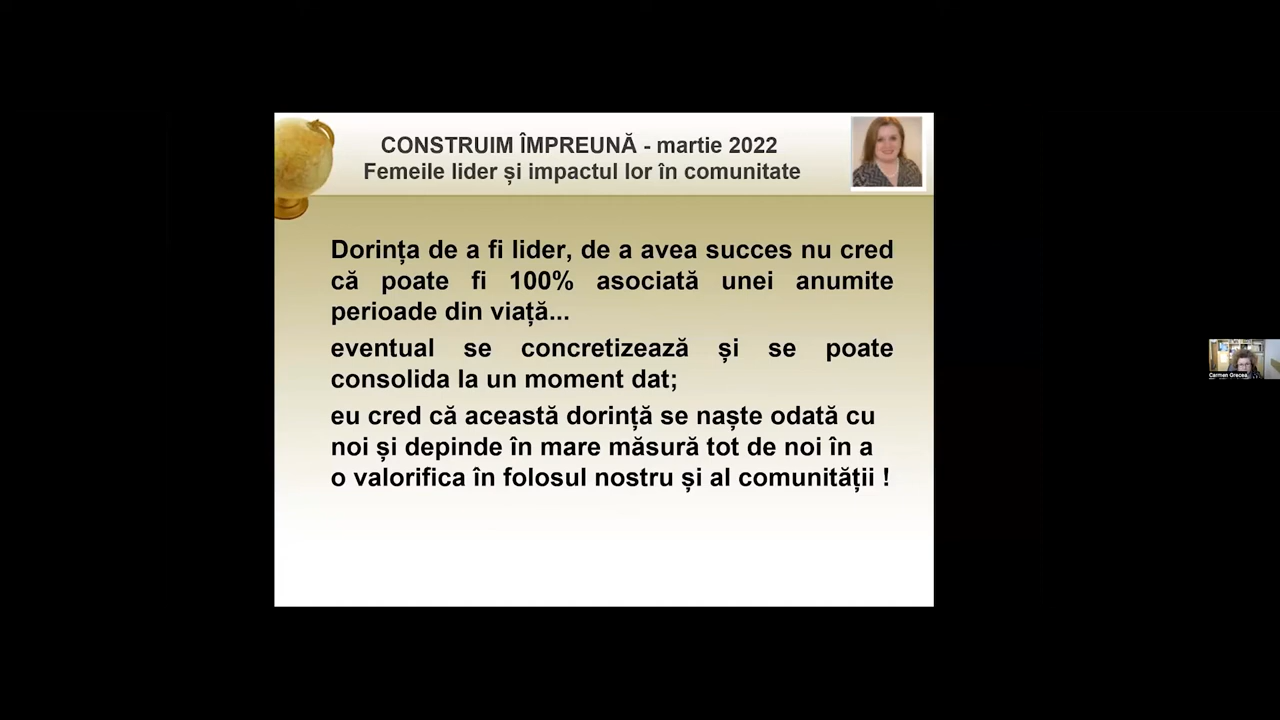 CONSTRUIM ÎMPREUNĂ - martie 2022
Femeile lider și impactul lor în comunitate
Dorința de a fi lider, de a avea succes nu cred
că poate fi 100% asociată unei anumite
perioade din viață...
eventual se concretizează și se poate
consolida la un moment dat;
eu cred că această dorință se naște odată cu
noi și depinde în mare măsură tot de noi în a
o valorifica în folosul nostru și al comunității !
Carmen Grecea